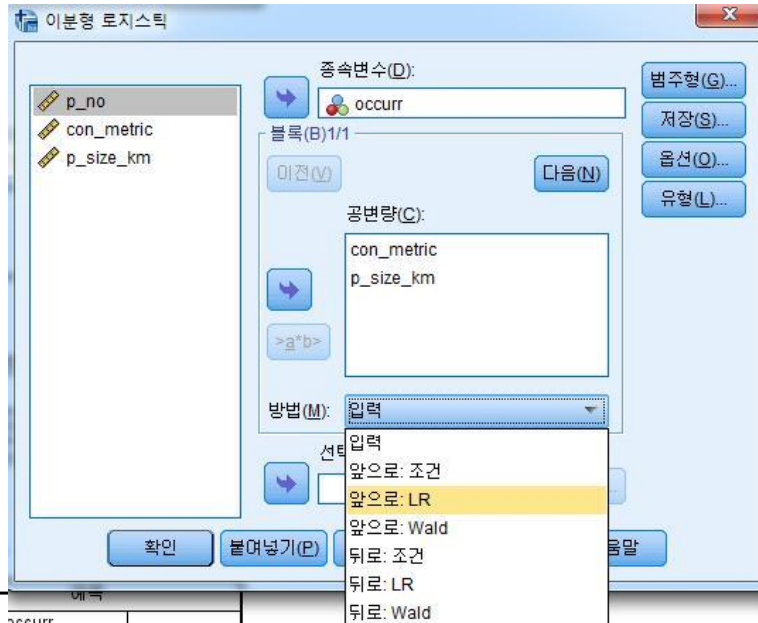 이분형 로지스틱
p_no
con_metric
p_size_km
종속변수(D):
occurr
블록(B)1/1
이전(V)
다음(N)
공변량(C):
con_metric
p_size_km
>a*b>
방법(M):
입력
입력
앞으로: 조건
앞으로: LR
앞으로: Wald
뒤로: 조건
뒤로: LR
뒤로: Wald
범주형(G)...
저장(S)...
옵션(O)...
유형(L)...
확인
붙여넣기(P)